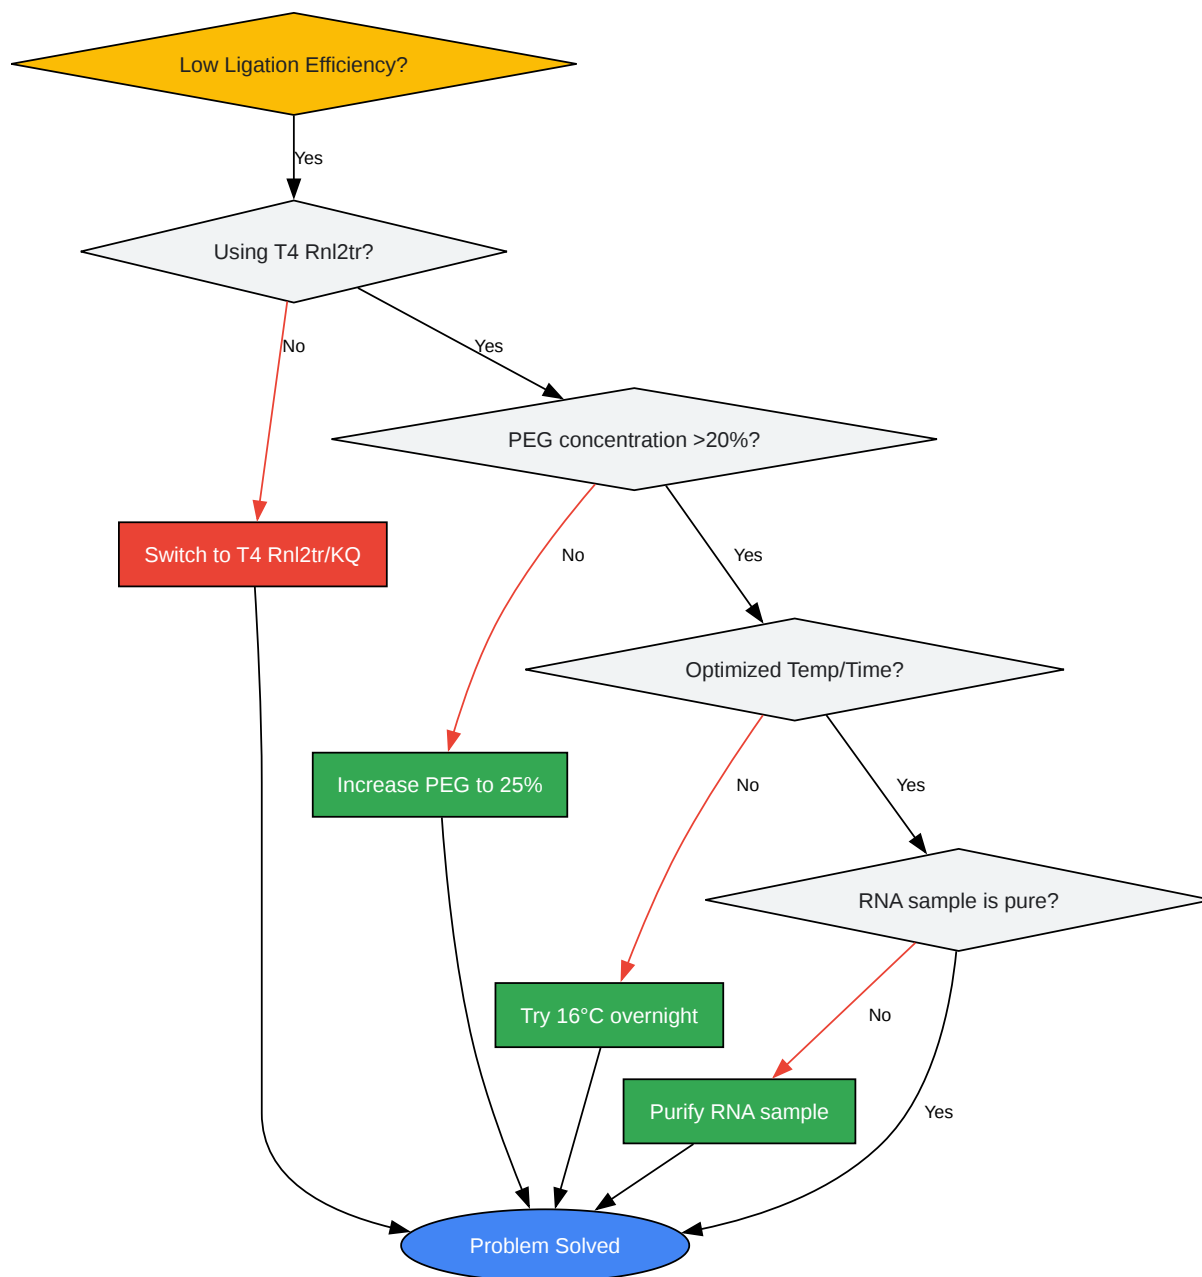 Low Ligation Efficiency?
Yes
Using T4 Rnl2tr?
No
Yes
PEG concentration >20%?
Switch to T4 Rnl2tr/KQ
No
Yes
Optimized Temp/Time?
Increase PEG to 25%
No
Yes
RNA sample is pure?
Try 16°C overnight
No
Purify RNA sample
Yes
Problem Solved